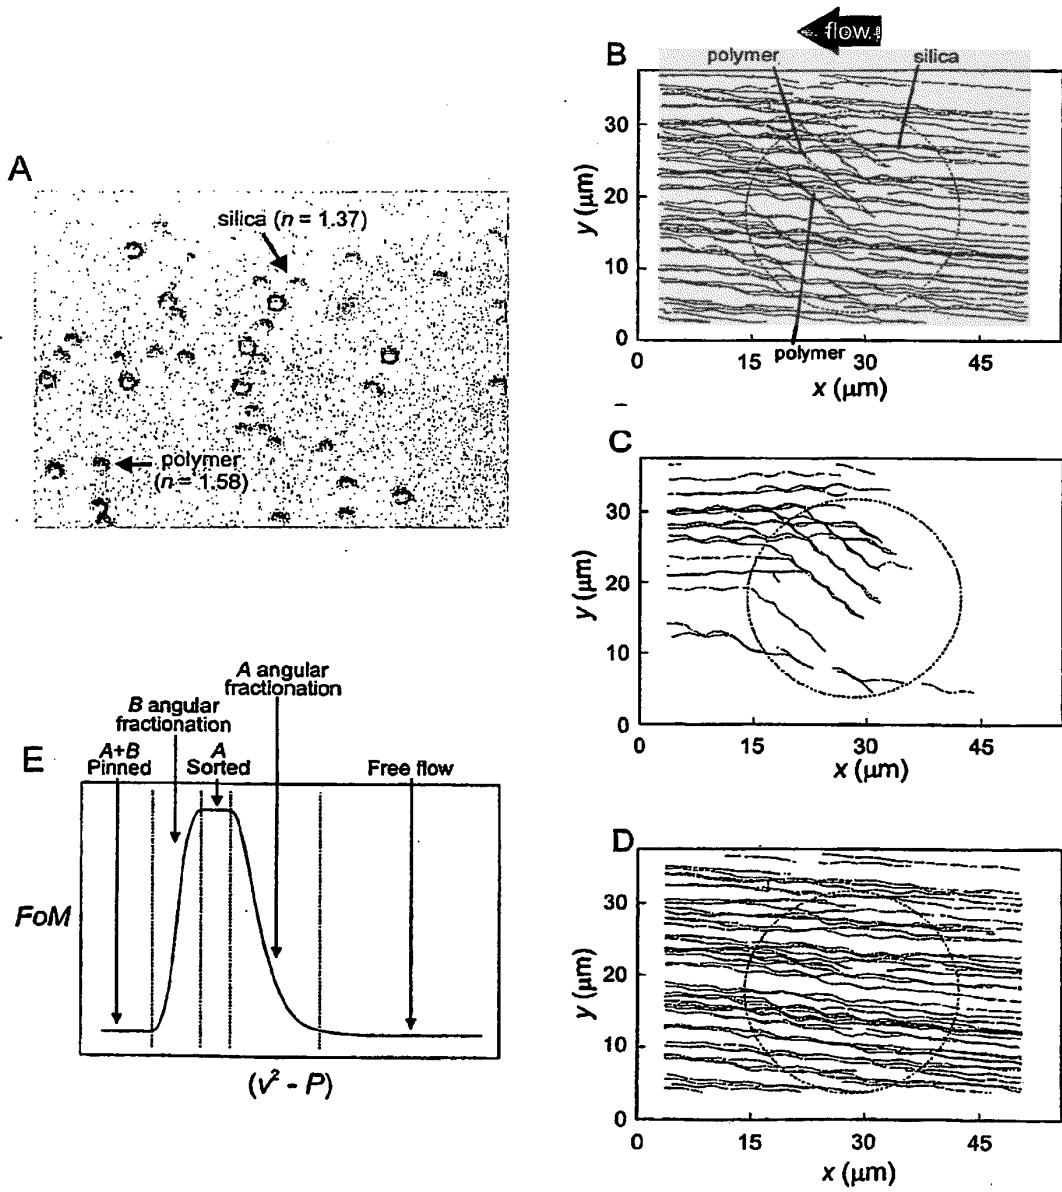 A
silica (n = 1.37)
polymer
(n = 1.58)
B
flow
polymer
silica
30
20
10
0
y (μm)
0 15 30 45
polymer
x (μm)
C
30
20
10
0
y (μm)
0 15 30 45
x (μm)
D
30
20
10
0
y (μm)
0 15 30 45
x (μm)
E
A+B
Pinned
B angular
fractionation
A
Sorted
A angular
fractionation
Free flow
FoM
(v² - P)